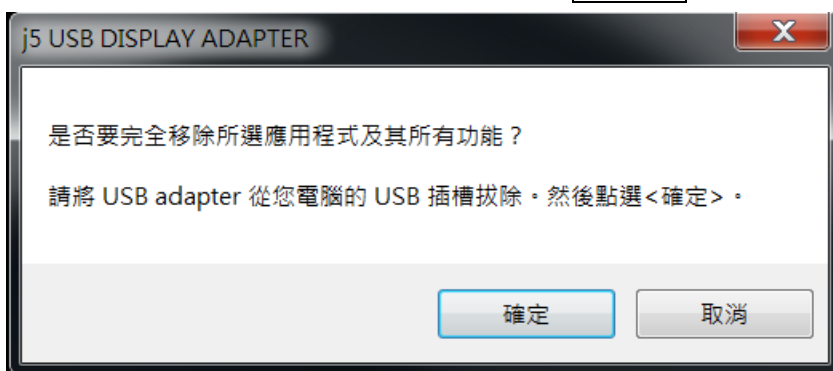 j5 USB DISPLAY ADAPTER
是否要完全移除所選應用程式及其所有功能？
請將 USB adapter 從您電腦的 USB 插槽拔除。然後點選<確定>。
確定
取消